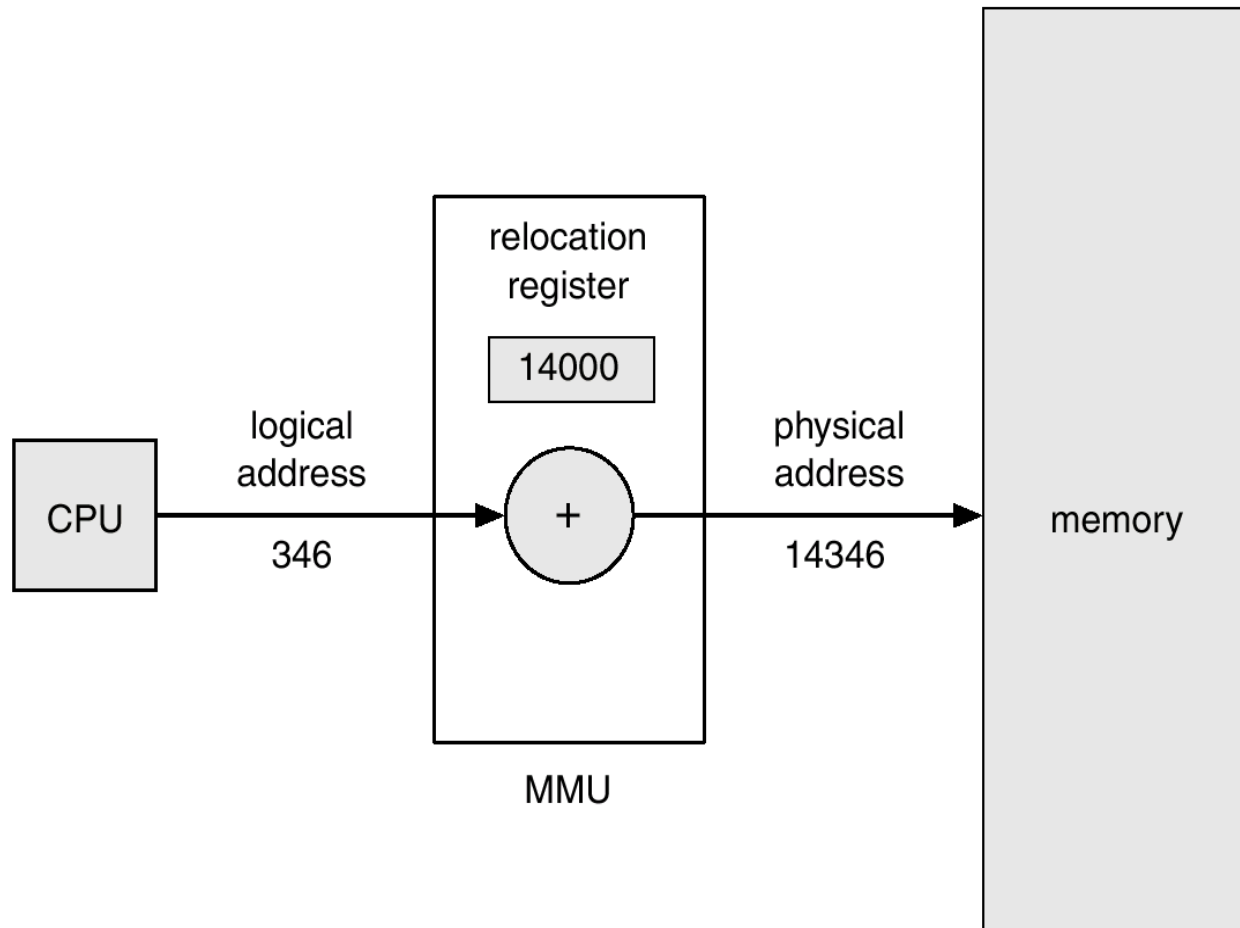 relocation
register
14000
logical
address
physical
address
CPU
+
memory
346
14346
MMU